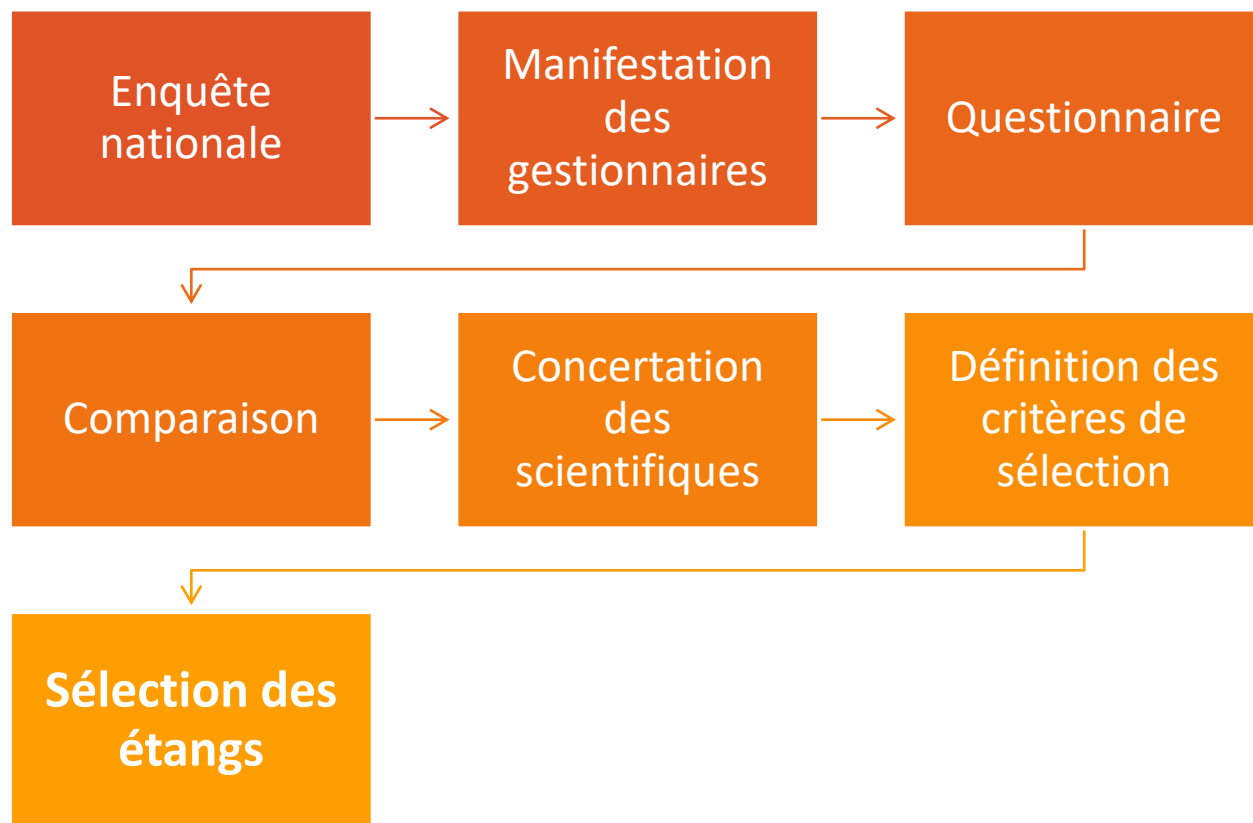 Enquête
nationale
Manifestation
des
gestionnaires
Questionnaire
Comparaison
Concertation
des
scientifiques
Définition des
critères de
sélection
Sélection des
étangs